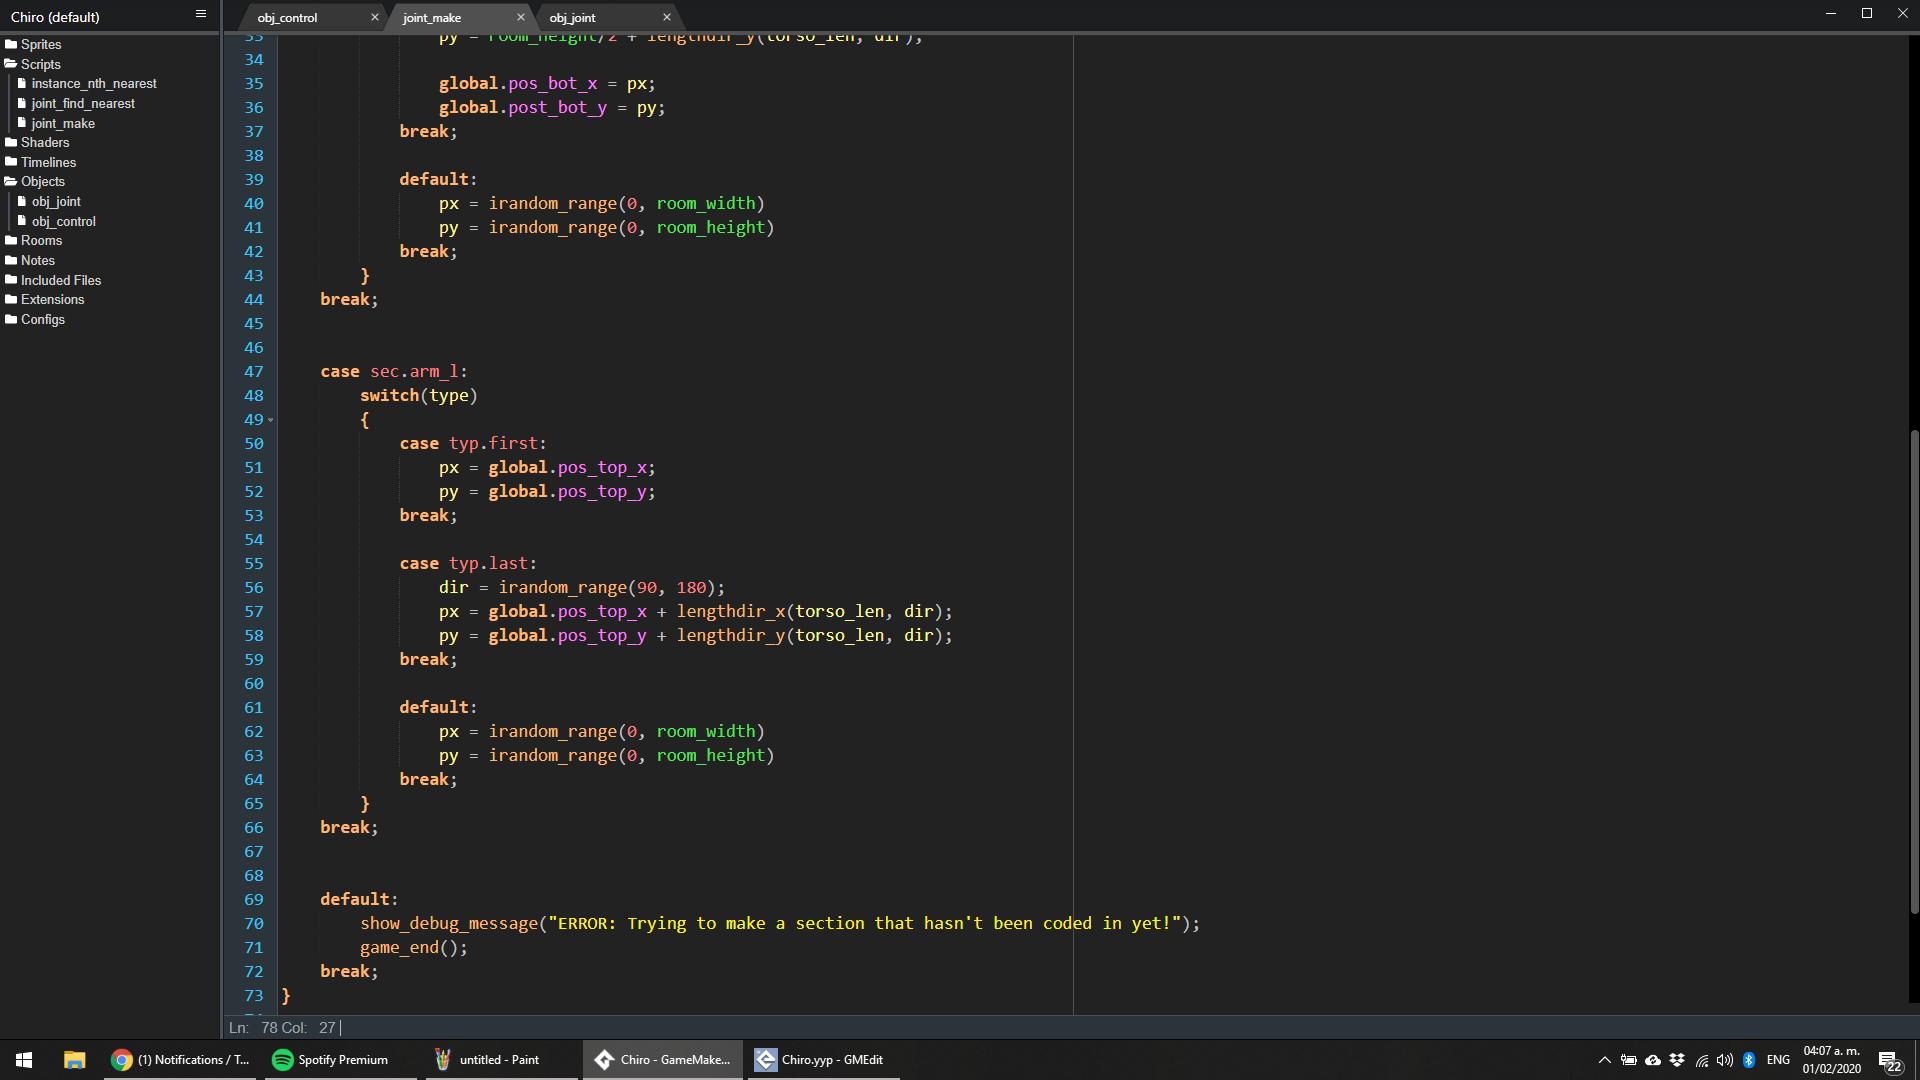 Chiro (default)
obj_control
joint_make
obj_joint
Sprites
Scripts
instance_nth_nearest
joint_find_nearest
joint_make
Shaders
Timelines
Objects
obj_joint
obj_control
Rooms
Notes
Included Files
Extensions
Configs
33 py = room_height/2 + lengthdir_y(torso_len, dir);
34
35 global.pos_bot_x = px;
36 global.post_bot_y = py;
37 break;
38
39 default:
40 px = irandom_range(0, room_width)
41 py = irandom_range(0, room_height)
42 break;
43 }
44 break;
45
46
47 case sec.arm_l:
48 switch(type)
49 {
50 case typ.first:
51 px = global.pos_top_x;
52 py = global.pos_top_y;
53 break;
54
55 case typ.last:
56 dir = irandom_range(90, 180);
57 px = global.pos_top_x + lengthdir_x(torso_len, dir);
58 py = global.pos_top_y + lengthdir_y(torso_len, dir);
59 break;
60
61 default:
62 px = irandom_range(0, room_width)
63 py = irandom_range(0, room_height)
64 break;
65 }
66 break;
67
68
69 default:
70 show_debug_message("ERROR: Trying to make a section that hasn't been coded in yet!");
71 game_end();
72 break;
73 }
Ln: 78 Col: 27
(1) Notifications / T...
Spotify Premium
untitled - Paint
Chiro - GameMake...
Chiro.yyp - GMEdit
ENG
04:07 a. m.
01/02/2020
22